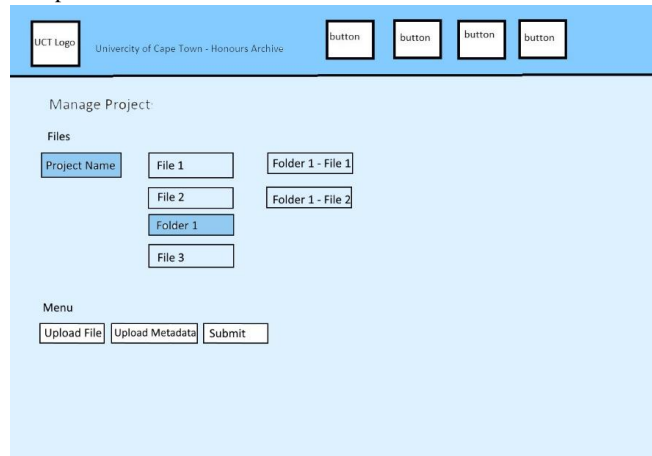 UCT Logo
Univercity of Cape Town - Honours Archive
button
button
button
button
Manage Project
Files
Project Name
File 1
Folder 1 - File 1
File 2
Folder 1 - File 2
Folder 1
File 3
Menu
Upload File
Upload Metadata
Submit